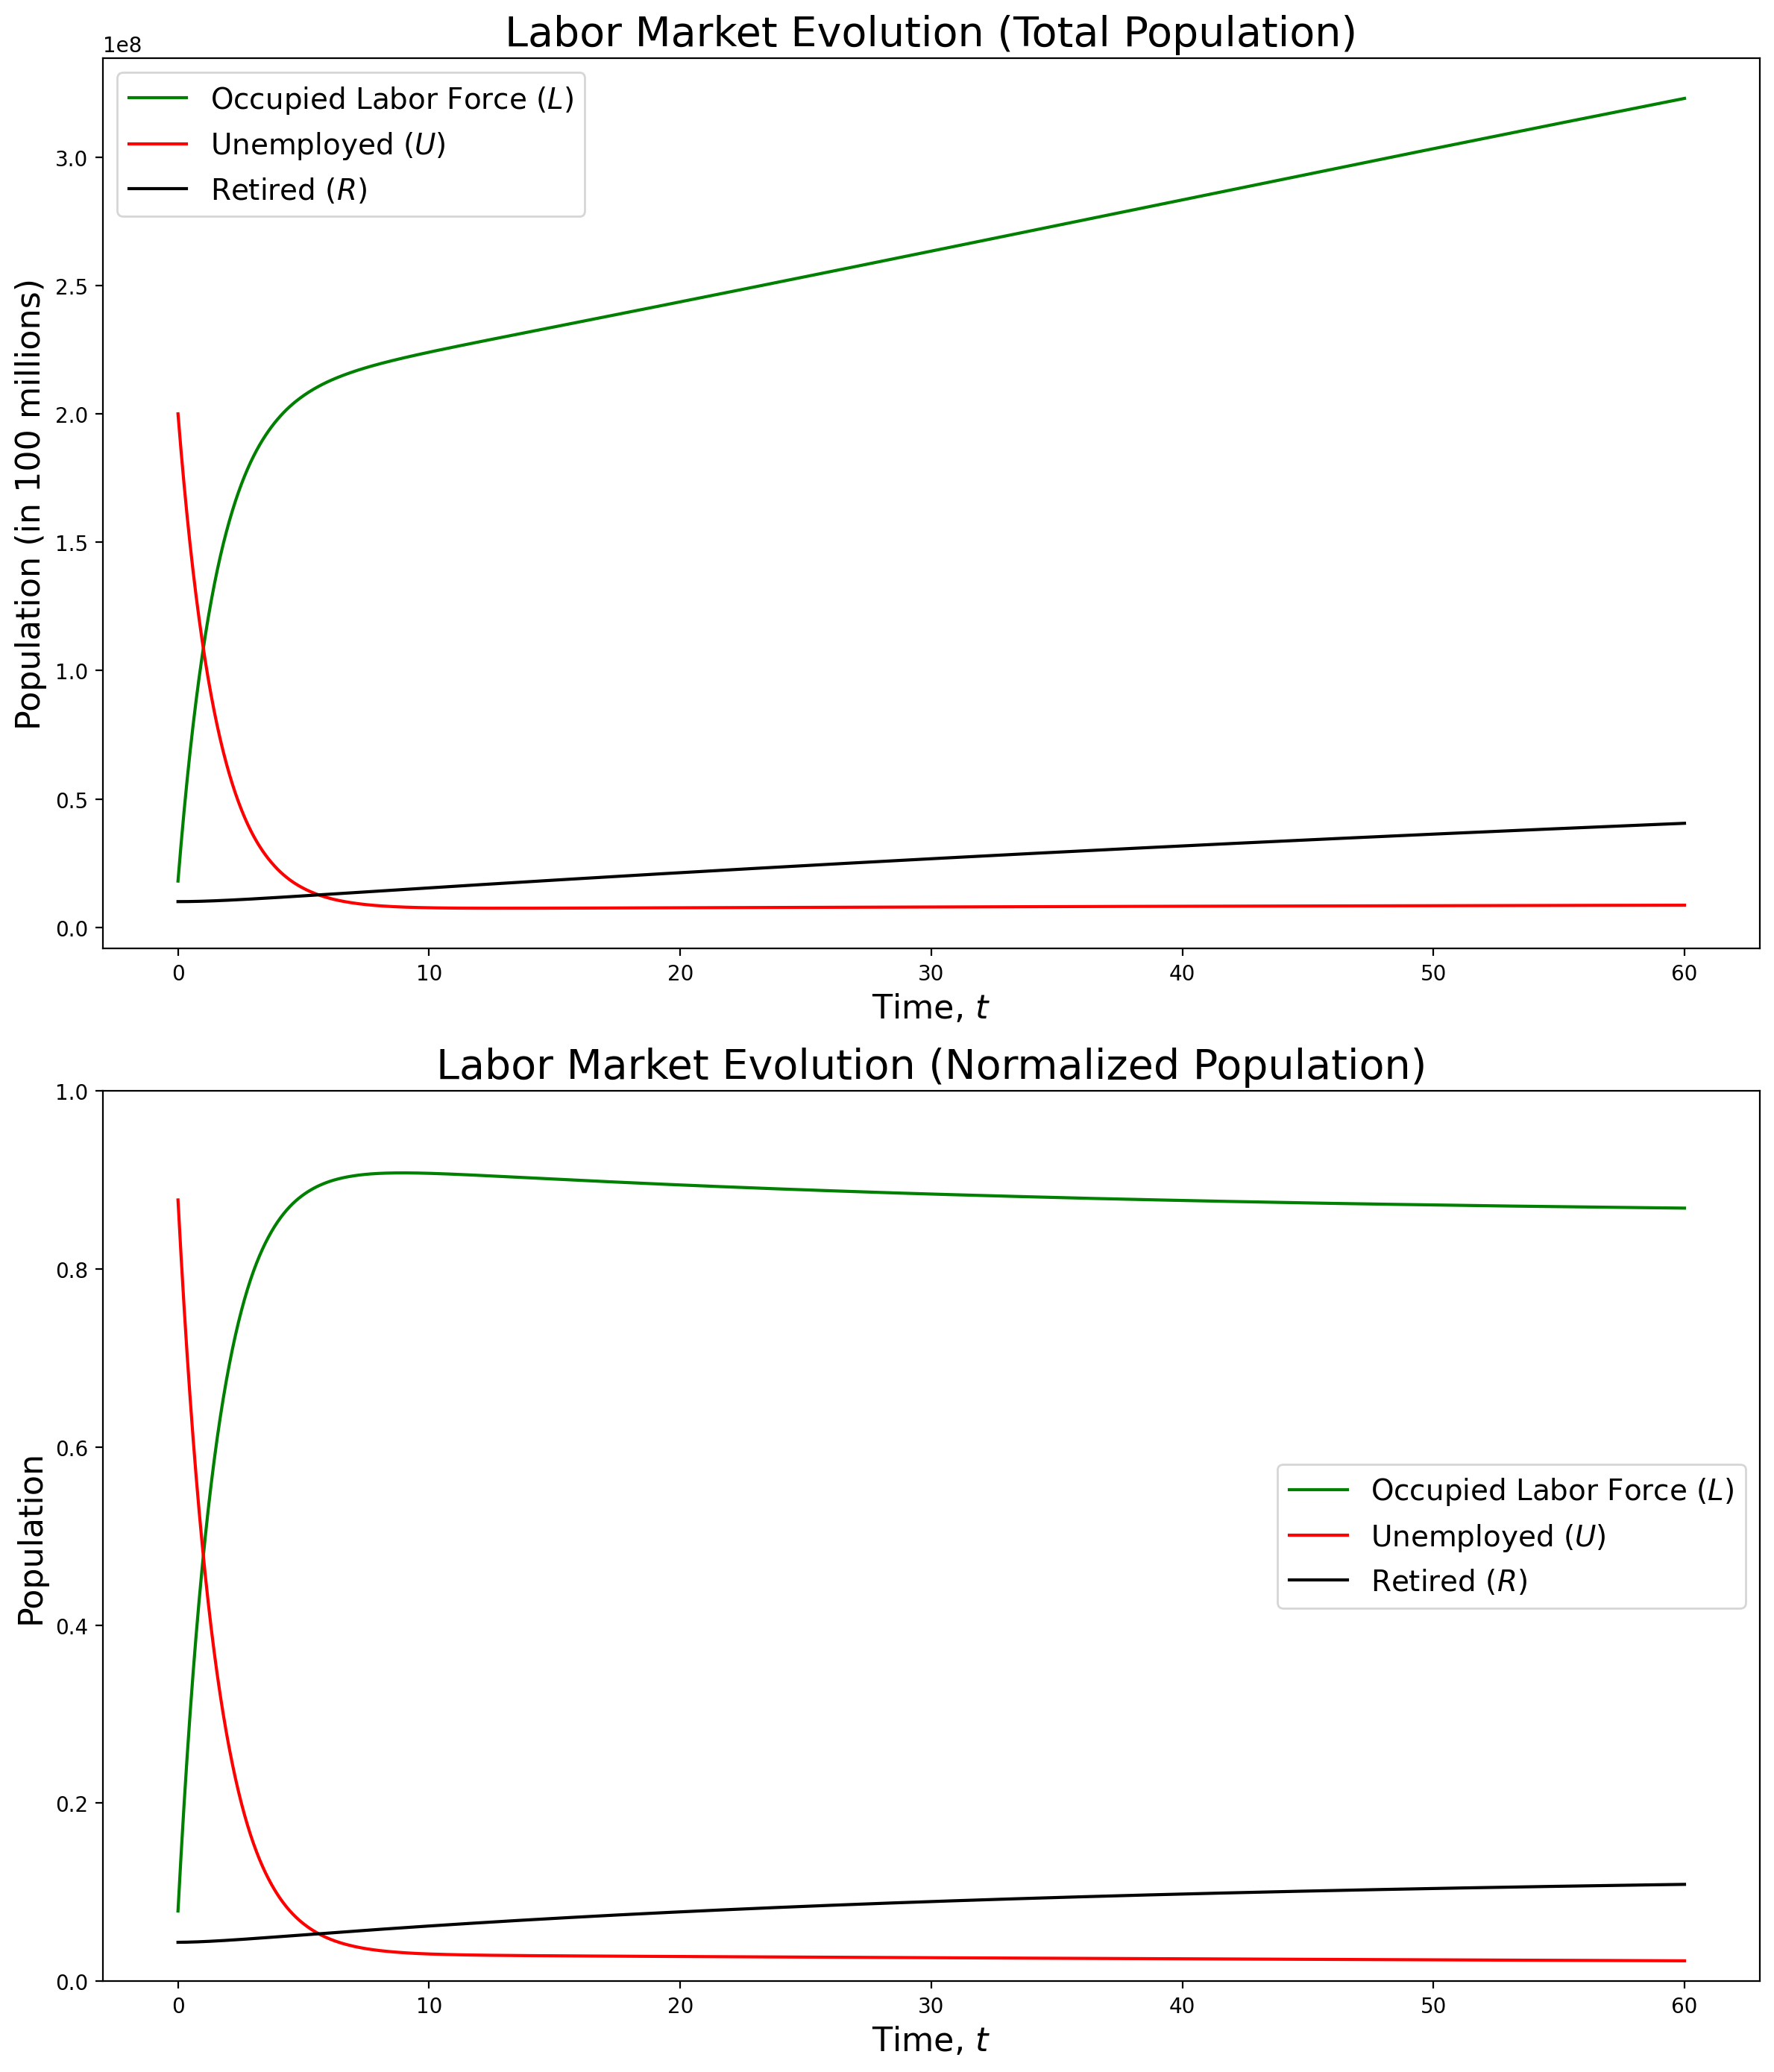 Labor Market Evolution (Total Population)
1e8
Occupied Labor Force (L)
Unemployed (U)
Retired (R)
3.0
2.5
2.0
1.5
1.0
0.5
0.0
Population (in 100 millions)
0 10 20 30 40 50 60
Time, t
Labor Market Evolution (Normalized Population)
1.0
0.8
0.6
0.4
0.2
0.0
Population
Occupied Labor Force (L)
Unemployed (U)
Retired (R)
0 10 20 30 40 50 60
Time, t